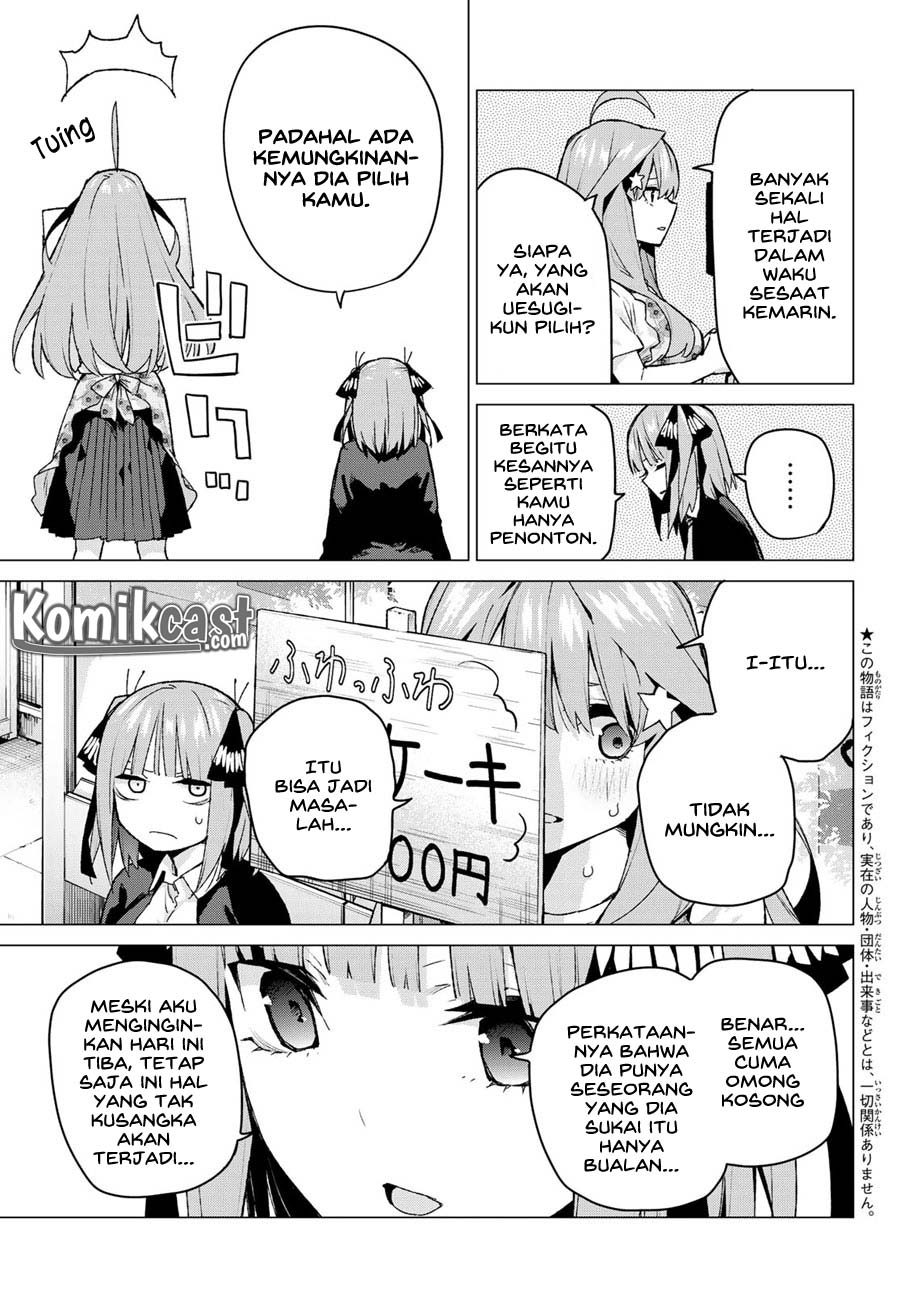 BANYAK
SEKALI
HAL
TERJADI
DALAM
WAKU
SESAAT
KEMARIN.
SIAPA
YA, YANG
AKAN
UESUGI-
KUN PILIH?
.......
BERKATA
BEGITU
KESANNYA
SEPERTI
KAMU
HANYA
PENONTON.
PADAHAL ADA
KEMUNGKINAN-
NYA DIA PILIH
KAMU.
Tuing
ビビッ
I-ITU...
TIDAK
MUNGKIN...
ITU
BISA JADI
MASA-
LAH...
ふわっふわ
ケーキ
00円
Komikcast
.com
BENAR...
SEMUA
CUMA
OMONG
KOSONG
PERKATAAN-
NYA BAHWA
DIA PUNYA
SESEORANG
YANG DIA
SUKAI ITU
HANYA
BUALAN...
MESKI AKU
MENGINGIN-
KAN HARI INI
TIBA, TETAP
SAJA INI HAL
YANG TAK
KUSANGKA
AKAN
TERJADI...
★この物語はフィクションであり、実在の人物・団体・出来事などとは、一切関係ありません。